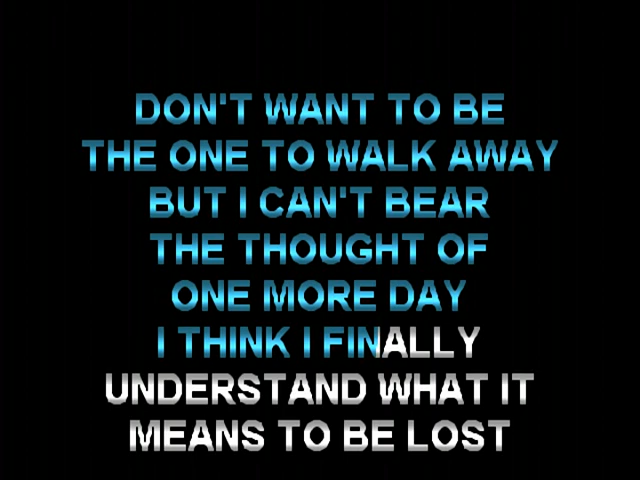 DON'T WANT TO BE
THE ONE TO WALK AWAY
BUT I CAN'T BEAR
THE THOUGHT OF
ONE MORE DAY
I THINK I FINALLY
UNDERSTAND WHAT IT
MEANS TO BE LOST